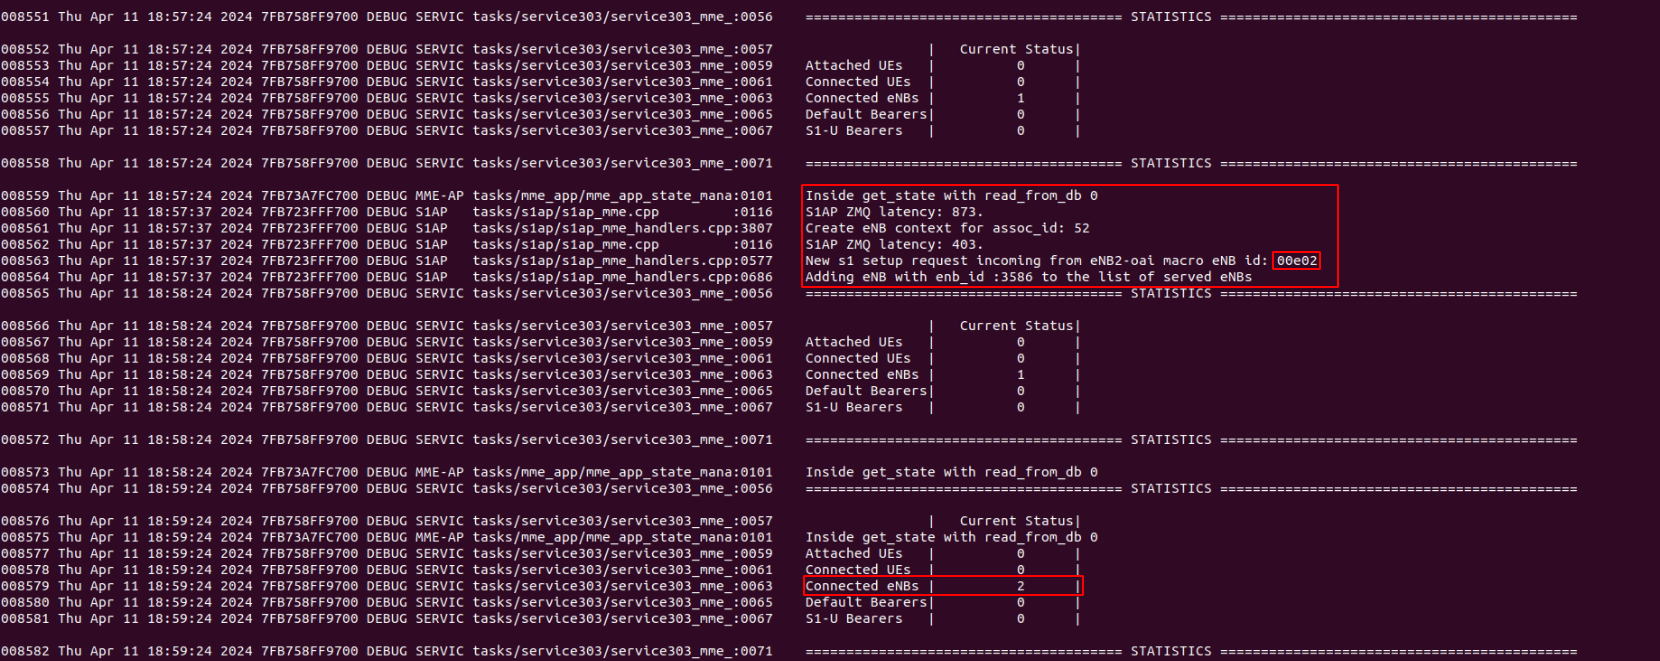 008551 Thu Apr 11 18:57:24 2024 7FB758FF9700 DEBUG SERVIC tasks/service303/service303_mme_:0056    ======================================= STATISTICS ============================================
008552 Thu Apr 11 18:57:24 2024 7FB758FF9700 DEBUG SERVIC tasks/service303/service303_mme_:0057                   |   Current Status|
008553 Thu Apr 11 18:57:24 2024 7FB758FF9700 DEBUG SERVIC tasks/service303/service303_mme_:0059    Attached UEs   |          0      |
008554 Thu Apr 11 18:57:24 2024 7FB758FF9700 DEBUG SERVIC tasks/service303/service303_mme_:0061    Connected UEs  |          0      |
008555 Thu Apr 11 18:57:24 2024 7FB758FF9700 DEBUG SERVIC tasks/service303/service303_mme_:0063    Connected eNBs |          1      |
008556 Thu Apr 11 18:57:24 2024 7FB758FF9700 DEBUG SERVIC tasks/service303/service303_mme_:0065    Default Bearers|          0      |
008557 Thu Apr 11 18:57:24 2024 7FB758FF9700 DEBUG SERVIC tasks/service303/service303_mme_:0067    S1-U Bearers   |          0      |
008558 Thu Apr 11 18:57:24 2024 7FB758FF9700 DEBUG SERVIC tasks/service303/service303_mme_:0071    ======================================= STATISTICS ============================================
008559 Thu Apr 11 18:57:24 2024 7FB73A7FC700 DEBUG MME-AP tasks/mme_app/mme_app_state_mana:0101    Inside get_state with read_from_db 0
008560 Thu Apr 11 18:57:37 2024 7FB723FFF700 DEBUG S1AP   tasks/s1ap/s1ap_mme.cpp         :0116    S1AP ZMQ latency: 873.
008561 Thu Apr 11 18:57:37 2024 7FB723FFF700 DEBUG S1AP   tasks/s1ap/s1ap_mme_handlers.cpp:3807    Create eNB context for assoc_id: 52
008562 Thu Apr 11 18:57:37 2024 7FB723FFF700 DEBUG S1AP   tasks/s1ap/s1ap_mme.cpp         :0116    S1AP ZMQ latency: 403.
008563 Thu Apr 11 18:57:37 2024 7FB723FFF700 DEBUG S1AP   tasks/s1ap/s1ap_mme_handlers.cpp:0577    New s1 setup request incoming from eNB2-oai macro eNB id: 00e02
008564 Thu Apr 11 18:57:37 2024 7FB723FFF700 DEBUG S1AP   tasks/s1ap/s1ap_mme_handlers.cpp:0686    Adding eNB with enb_id :3586 to the list of served eNBs
008565 Thu Apr 11 18:58:24 2024 7FB758FF9700 DEBUG SERVIC tasks/service303/service303_mme_:0056    ======================================= STATISTICS ============================================
008566 Thu Apr 11 18:58:24 2024 7FB758FF9700 DEBUG SERVIC tasks/service303/service303_mme_:0057                   |   Current Status|
008567 Thu Apr 11 18:58:24 2024 7FB758FF9700 DEBUG SERVIC tasks/service303/service303_mme_:0059    Attached UEs   |          0      |
008568 Thu Apr 11 18:58:24 2024 7FB758FF9700 DEBUG SERVIC tasks/service303/service303_mme_:0061    Connected UEs  |          0      |
008569 Thu Apr 11 18:58:24 2024 7FB758FF9700 DEBUG SERVIC tasks/service303/service303_mme_:0063    Connected eNBs |          1      |
008570 Thu Apr 11 18:58:24 2024 7FB758FF9700 DEBUG SERVIC tasks/service303/service303_mme_:0065    Default Bearers|          0      |
008571 Thu Apr 11 18:58:24 2024 7FB758FF9700 DEBUG SERVIC tasks/service303/service303_mme_:0067    S1-U Bearers   |          0      |
008572 Thu Apr 11 18:58:24 2024 7FB758FF9700 DEBUG SERVIC tasks/service303/service303_mme_:0071    ======================================= STATISTICS ============================================
008573 Thu Apr 11 18:58:24 2024 7FB73A7FC700 DEBUG MME-AP tasks/mme_app/mme_app_state_mana:0101    Inside get_state with read_from_db 0
008574 Thu Apr 11 18:59:24 2024 7FB758FF9700 DEBUG SERVIC tasks/service303/service303_mme_:0056    ======================================= STATISTICS ============================================
008576 Thu Apr 11 18:59:24 2024 7FB758FF9700 DEBUG SERVIC tasks/service303/service303_mme_:0057                   |   Current Status|
008575 Thu Apr 11 18:59:24 2024 7FB73A7FC700 DEBUG MME-AP tasks/mme_app/mme_app_state_mana:0101    Inside get_state with read_from_db 0
008577 Thu Apr 11 18:59:24 2024 7FB758FF9700 DEBUG SERVIC tasks/service303/service303_mme_:0059    Attached UEs   |          0      |
008578 Thu Apr 11 18:59:24 2024 7FB758FF9700 DEBUG SERVIC tasks/service303/service303_mme_:0061    Connected UEs  |          0      |
008579 Thu Apr 11 18:59:24 2024 7FB758FF9700 DEBUG SERVIC tasks/service303/service303_mme_:0063    Connected eNBs |          2      |
008580 Thu Apr 11 18:59:24 2024 7FB758FF9700 DEBUG SERVIC tasks/service303/service303_mme_:0065    Default Bearers|          0      |
008581 Thu Apr 11 18:59:24 2024 7FB758FF9700 DEBUG SERVIC tasks/service303/service303_mme_:0067    S1-U Bearers   |          0      |
008582 Thu Apr 11 18:59:24 2024 7FB758FF9700 DEBUG SERVIC tasks/service303/service303_mme_:0071    ======================================= STATISTICS ============================================